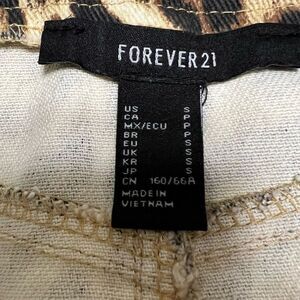 FOREVER 21
US S
CA P
MX/ECU P
BR P
EU S
UK S
KR S
JP S
CN 160/66A
MADE IN
VIETNAM